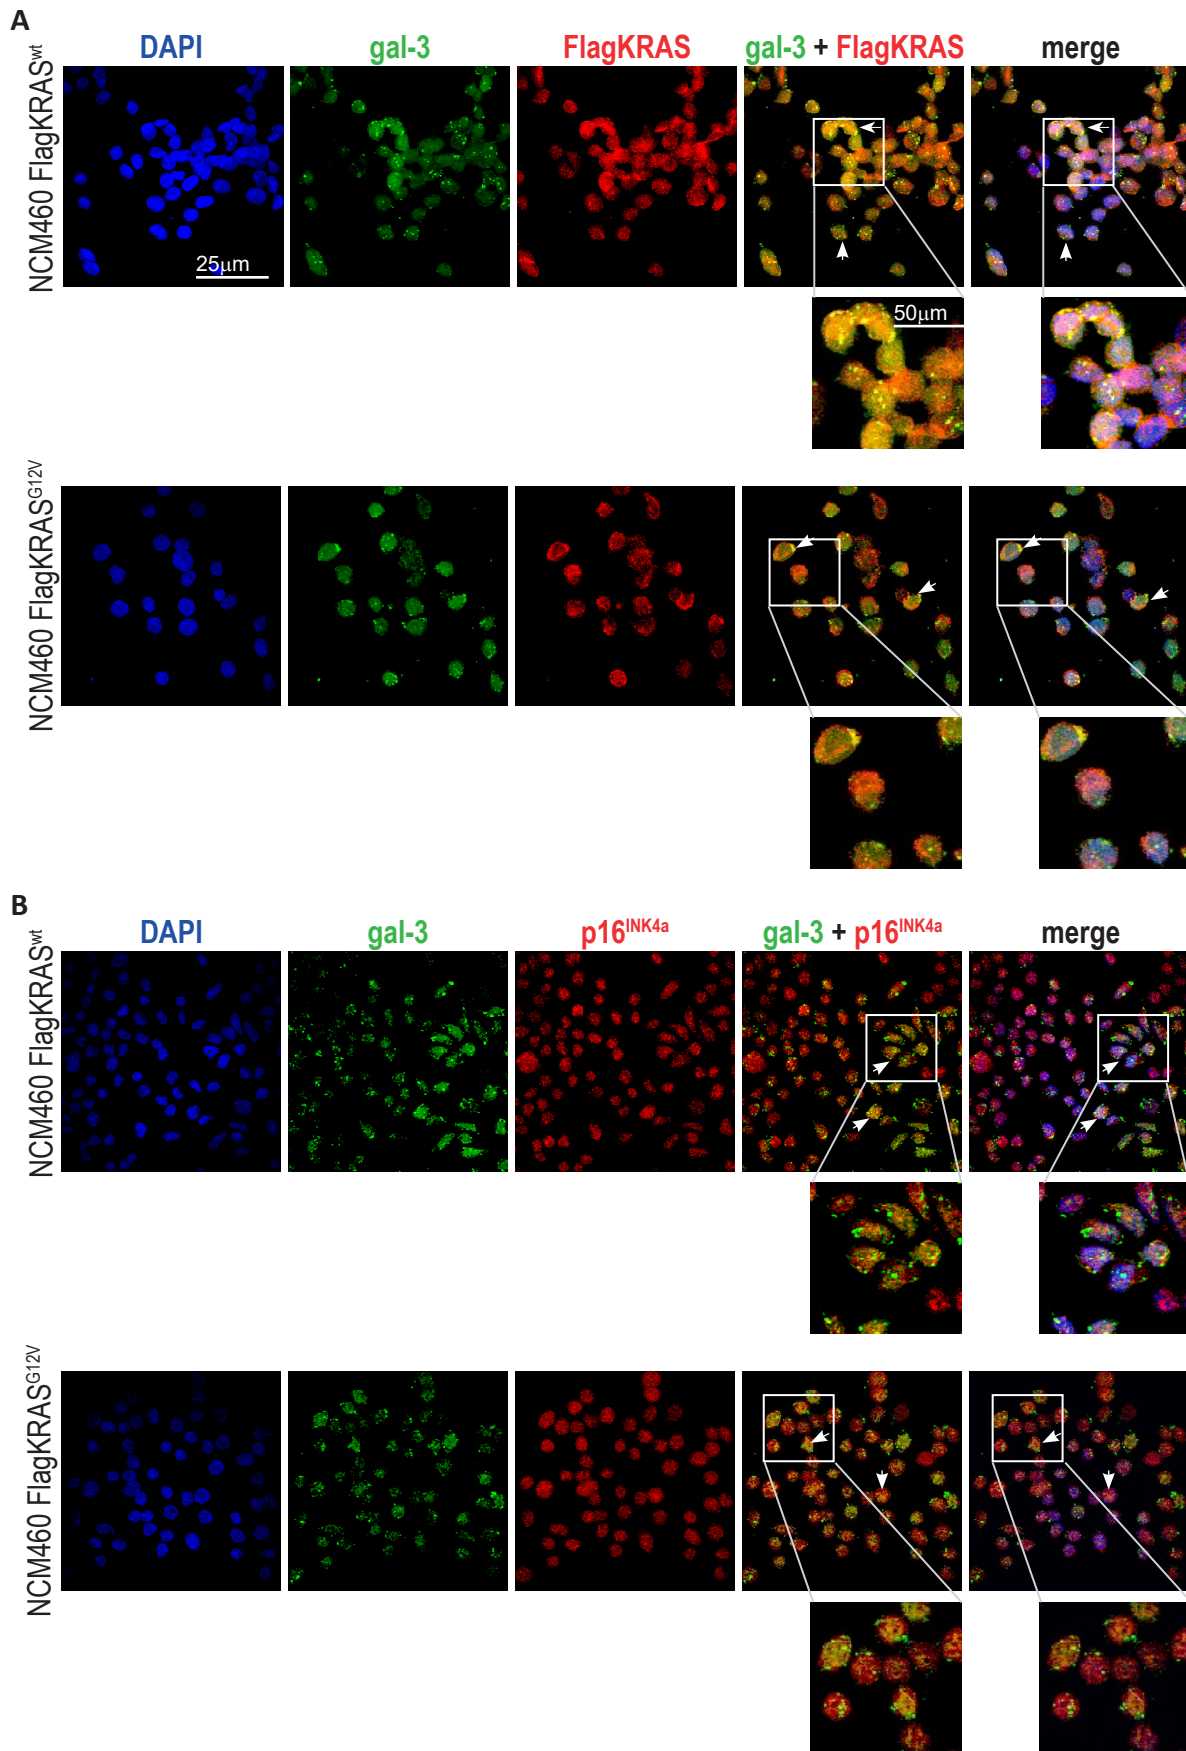 A
DAPI gal-3 FlagKRAS gal-3 + FlagKRAS merge
NCM460 FlagKRASwt
25μm
50μm
NCM460 FlagKRASG12V
B
DAPI gal-3 p16INK4a gal-3 + p16INK4a merge
NCM460 FlagKRASwt
NCM460 FlagKRASG12V